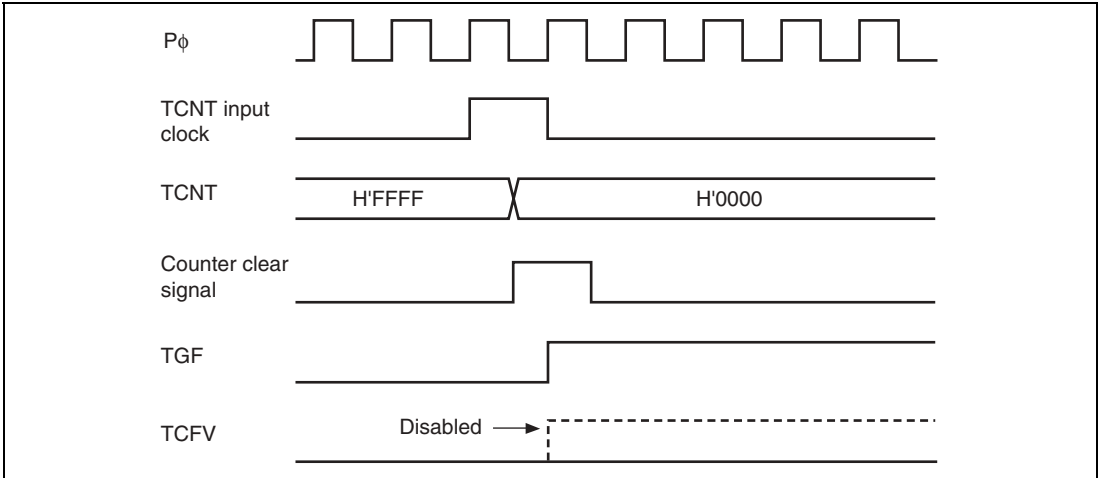 Pϕ
TCNT input
clock
TCNT
H'FFFF
H'0000
Counter clear
signal
TGF
TCFV
Disabled